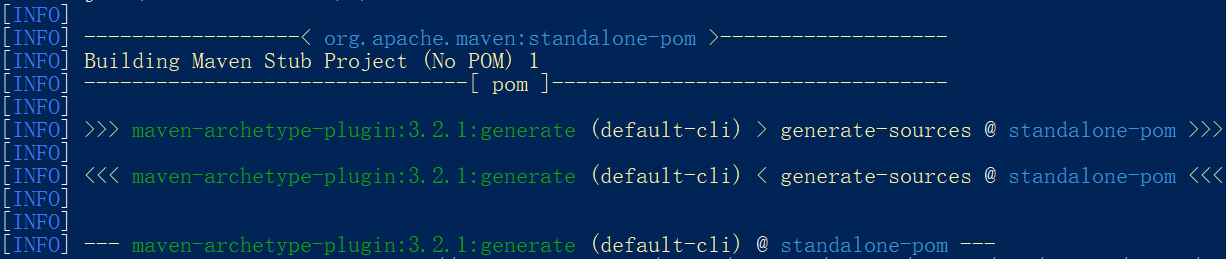 [INFO]
[INFO] ------------------< org.apache.maven:standalone-pom >-------------------
[INFO] Building Maven Stub Project (No POM) 1
[INFO] --------------------------------[ pom ]---------------------------------
[INFO]
[INFO] >>> maven-archetype-plugin:3.2.1:generate (default-cli) > generate-sources @ standalone-pom >>>
[INFO]
[INFO] <<< maven-archetype-plugin:3.2.1:generate (default-cli) < generate-sources @ standalone-pom <<<
[INFO]
[INFO]
[INFO] --- maven-archetype-plugin:3.2.1:generate (default-cli) @ standalone-pom ---